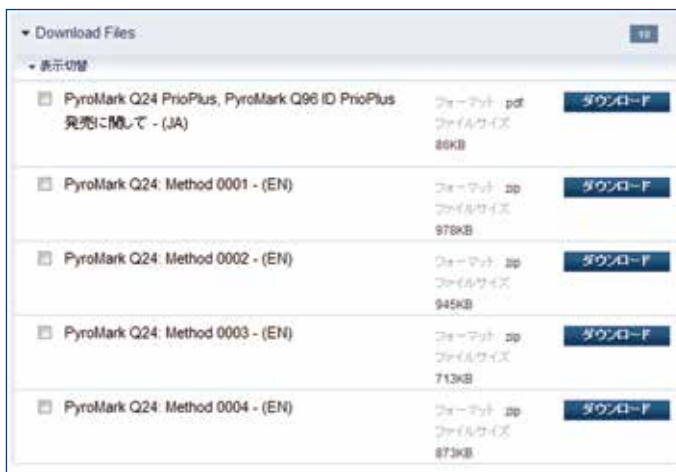 Download Files
表示切替
PyroMark Q24 PrioPlus, PyroMark Q96 ID PrioPlus
発売に関して - (JA)
フォーマット pdf
ファイルサイズ
86KB
ダウンロード
PyroMark Q24: Method 0001 - (EN)
フォーマット zip
ファイルサイズ
978KB
ダウンロード
PyroMark Q24: Method 0002 - (EN)
フォーマット zip
ファイルサイズ
945KB
ダウンロード
PyroMark Q24: Method 0003 - (EN)
フォーマット zip
ファイルサイズ
713KB
ダウンロード
PyroMark Q24: Method 0004 - (EN)
フォーマット zip
ファイルサイズ
873KB
ダウンロード